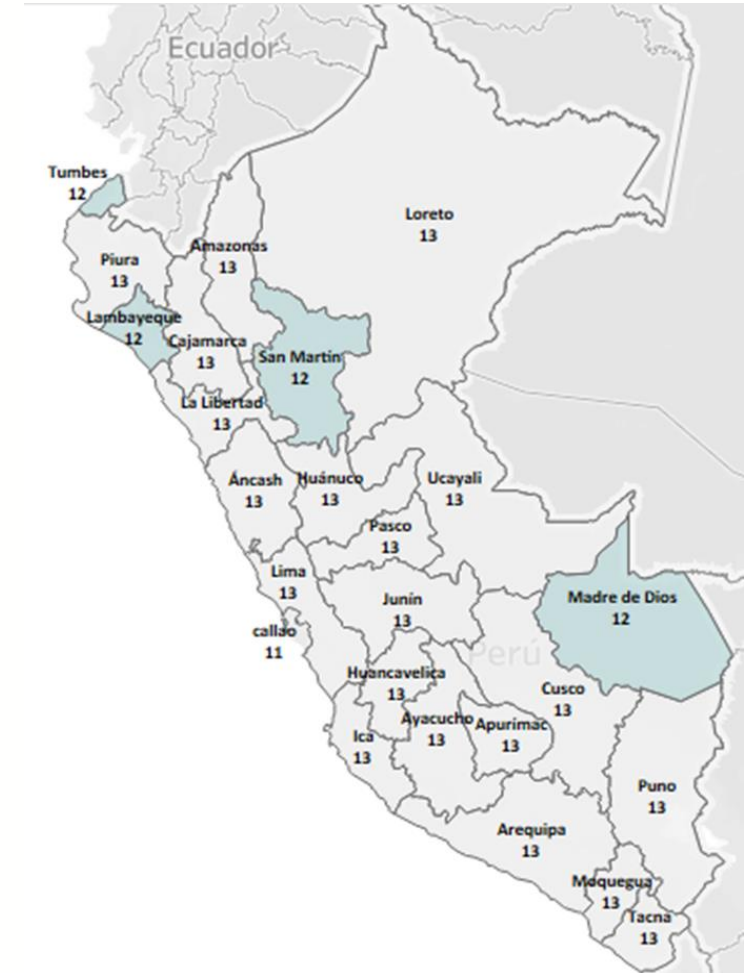 Ecuador
Tumbes
12
Loreto
13
Amazonas
13
Piura
13
Lambayeque
12
Cajamarca
13
San Martin
12
La Libertad
13
Áncash
13
Huánuco
13
Ucayali
13
Pasco
13
Lima
13
Junín
13
Madre de Dios
12
callao
11
Perú
Huancavelica
13
Cusco
13
Ayacucho
13
Apurimac
13
Ica
13
Puno
13
Arequipa
13
Moquegua
13
Tacna
13